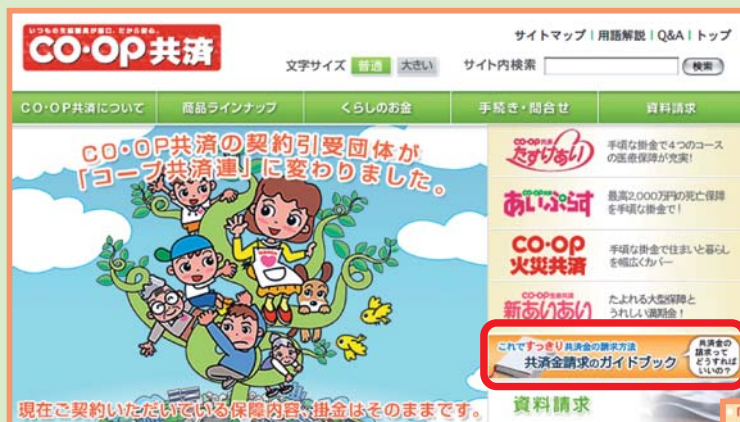 いつもの生協職員が窓口、だから安心。
CO・OP共済
サイトマップ | 用語解説 | Q&A | トップ
文字サイズ 普通 大きい サイト内検索 検索
CO・OP共済について 商品ラインナップ くらしのお金 手続き・問合せ 資料請求
CO・OP共済の契約引受団体が
「コープ共済連」に変わりました。
現在ご契約いただいている保障内容、掛金はそのままです。
CO・OP共済
たすけあい
手頃な掛金で4つのコース
の医療保障が充実!
あいぷらす
最高2,000万円の死亡保障
を手頃な掛金で!
CO・OP
火災共済
手頃な掛金で住まいと暮らし
を幅広くカバー
CO・OP生命共済
新あいあい
たよれる大型保障と
うれしい満期金!
これですっきり共済金の請求方法
共済金請求のガイドブック
共済金の
請求って
どうすれば
いいの?
資料請求